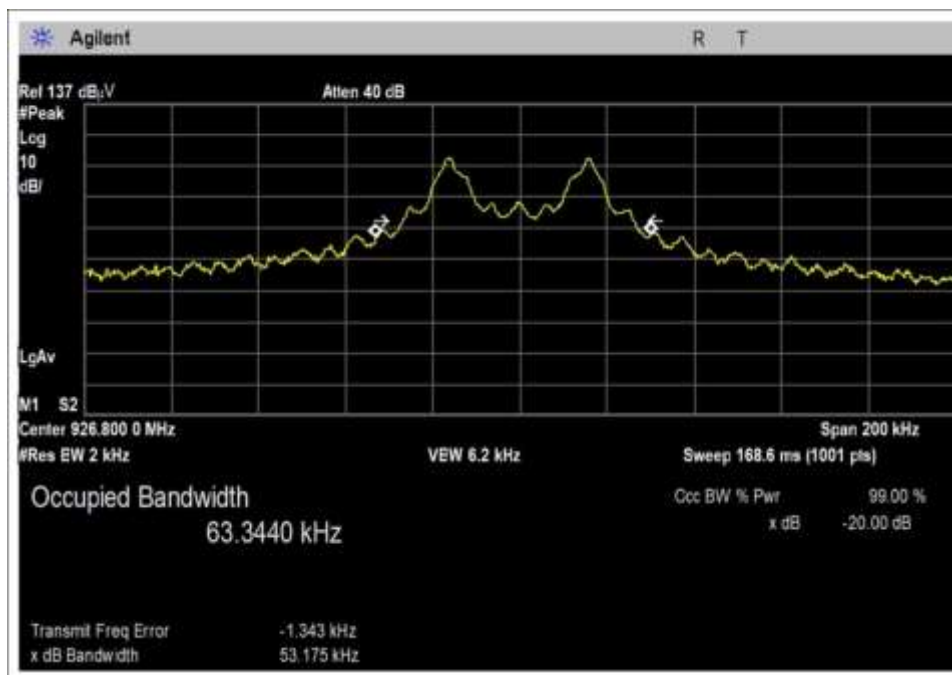 Agilent R T
Ref 137 dBµV Atten 40 dB
#Peak
Log
10
dB/
LgAv
M1 S2
Center 926.800 0 MHz Span 200 kHz
#Res EW 2 kHz VEW 6.2 kHz Sweep 168.6 ms (1001 pts)
Occupied Bandwidth Occ BW % Pwr 99.00 %
63.3440 kHz x dB -20.00 dB
Transmit Freq Error -1.343 kHz
x dB Bandwidth 53.175 kHz